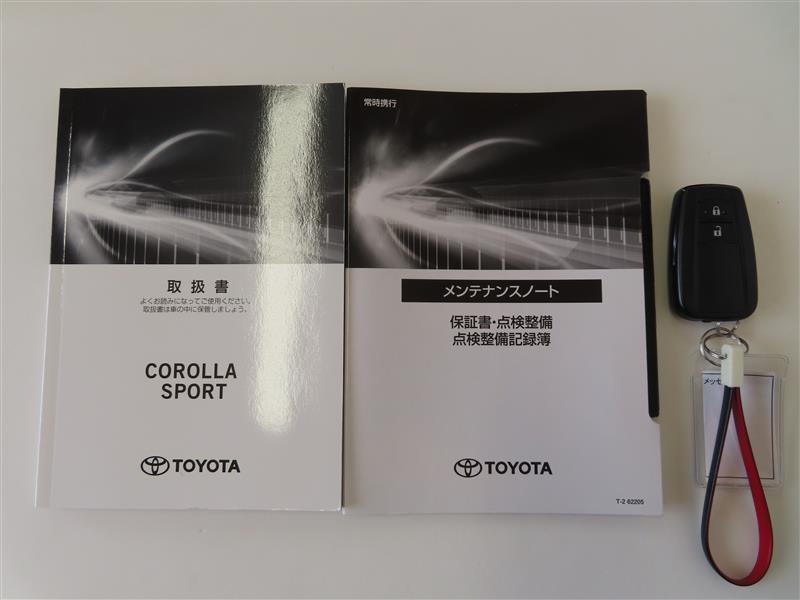 取扱書
よくお読みになってご使用ください。
取扱書は車の中に保管しましょう。
COROLLA
SPORT
TOYOTA
常時携行
メンテナンスノート
保証書・点検整備
点検整備記録簿
TOYOTA
T-2 62205
メッセ